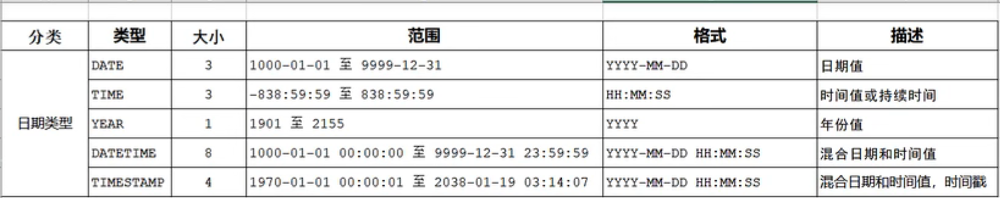 分类 类型 大小 范围 格式 描述
DATE 3 1000-01-01 至 9999-12-31 YYYY-MM-DD 日期值
TIME 3 -838:59:59 至 838:59:59 HH:MM:SS 时间值或持续时间
日期类型 YEAR 1 1901 至 2155 YYYY 年份值
DATETIME 8 1000-01-01 00:00:00 至 9999-12-31 23:59:59 YYYY-MM-DD HH:MM:SS 混合日期和时间值
TIMESTAMP 4 1970-01-01 00:00:01 至 2038-01-19 03:14:07 YYYY-MM-DD HH:MM:SS 混合日期和时间值，时间戳